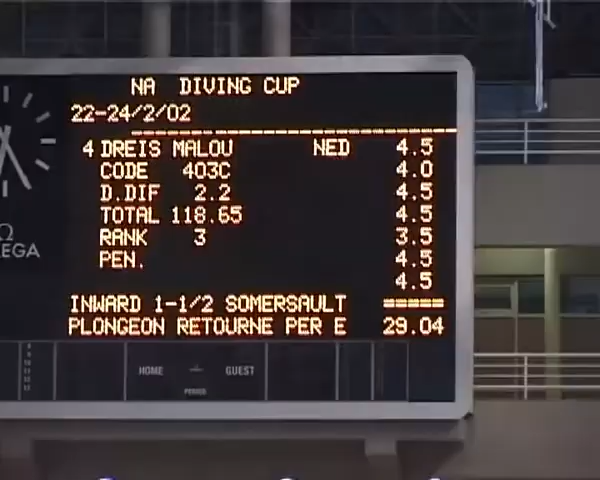 NA DIVING CUP
22-24/2/02
4 DREIS MALOU NED 4.5
CODE 403C 4.0
D.DIF 2.2 4.5
TOTAL 118.65 4.5
RANK 3 3.5
PEN. 4.5
4.5
INWARD 1-1/2 SOMERSAULT =====
PLONGEON RETOURNE PER E 29.04
Ω
EGA
HOME GUEST
PERIOD